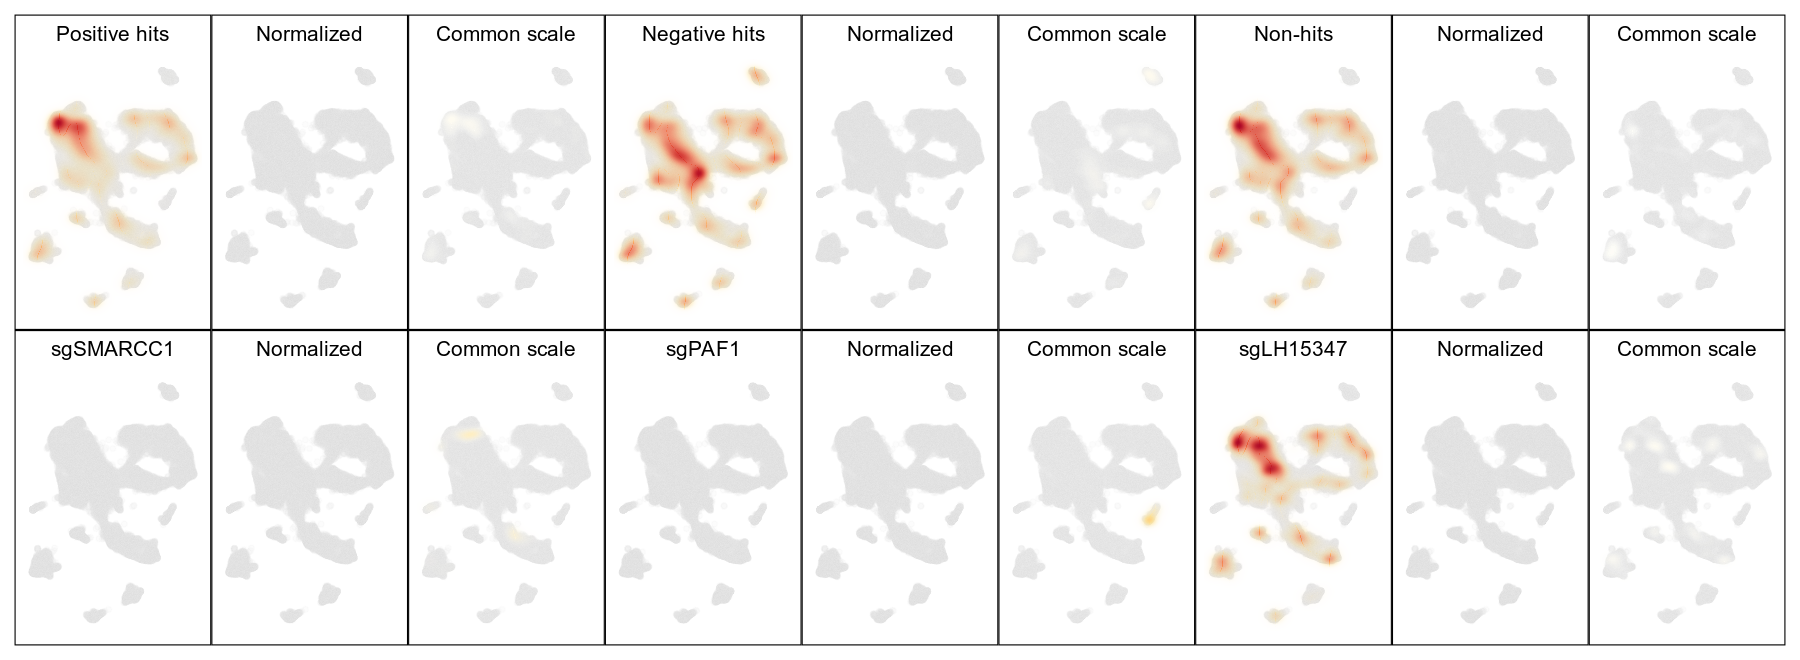 Positive hits Normalized Common scale Negative hits Normalized Common scale Non-hits Normalized Common scale
sgSMARCC1 Normalized Common scale sgPAF1 Normalized Common scale sgLH15347 Normalized Common scale